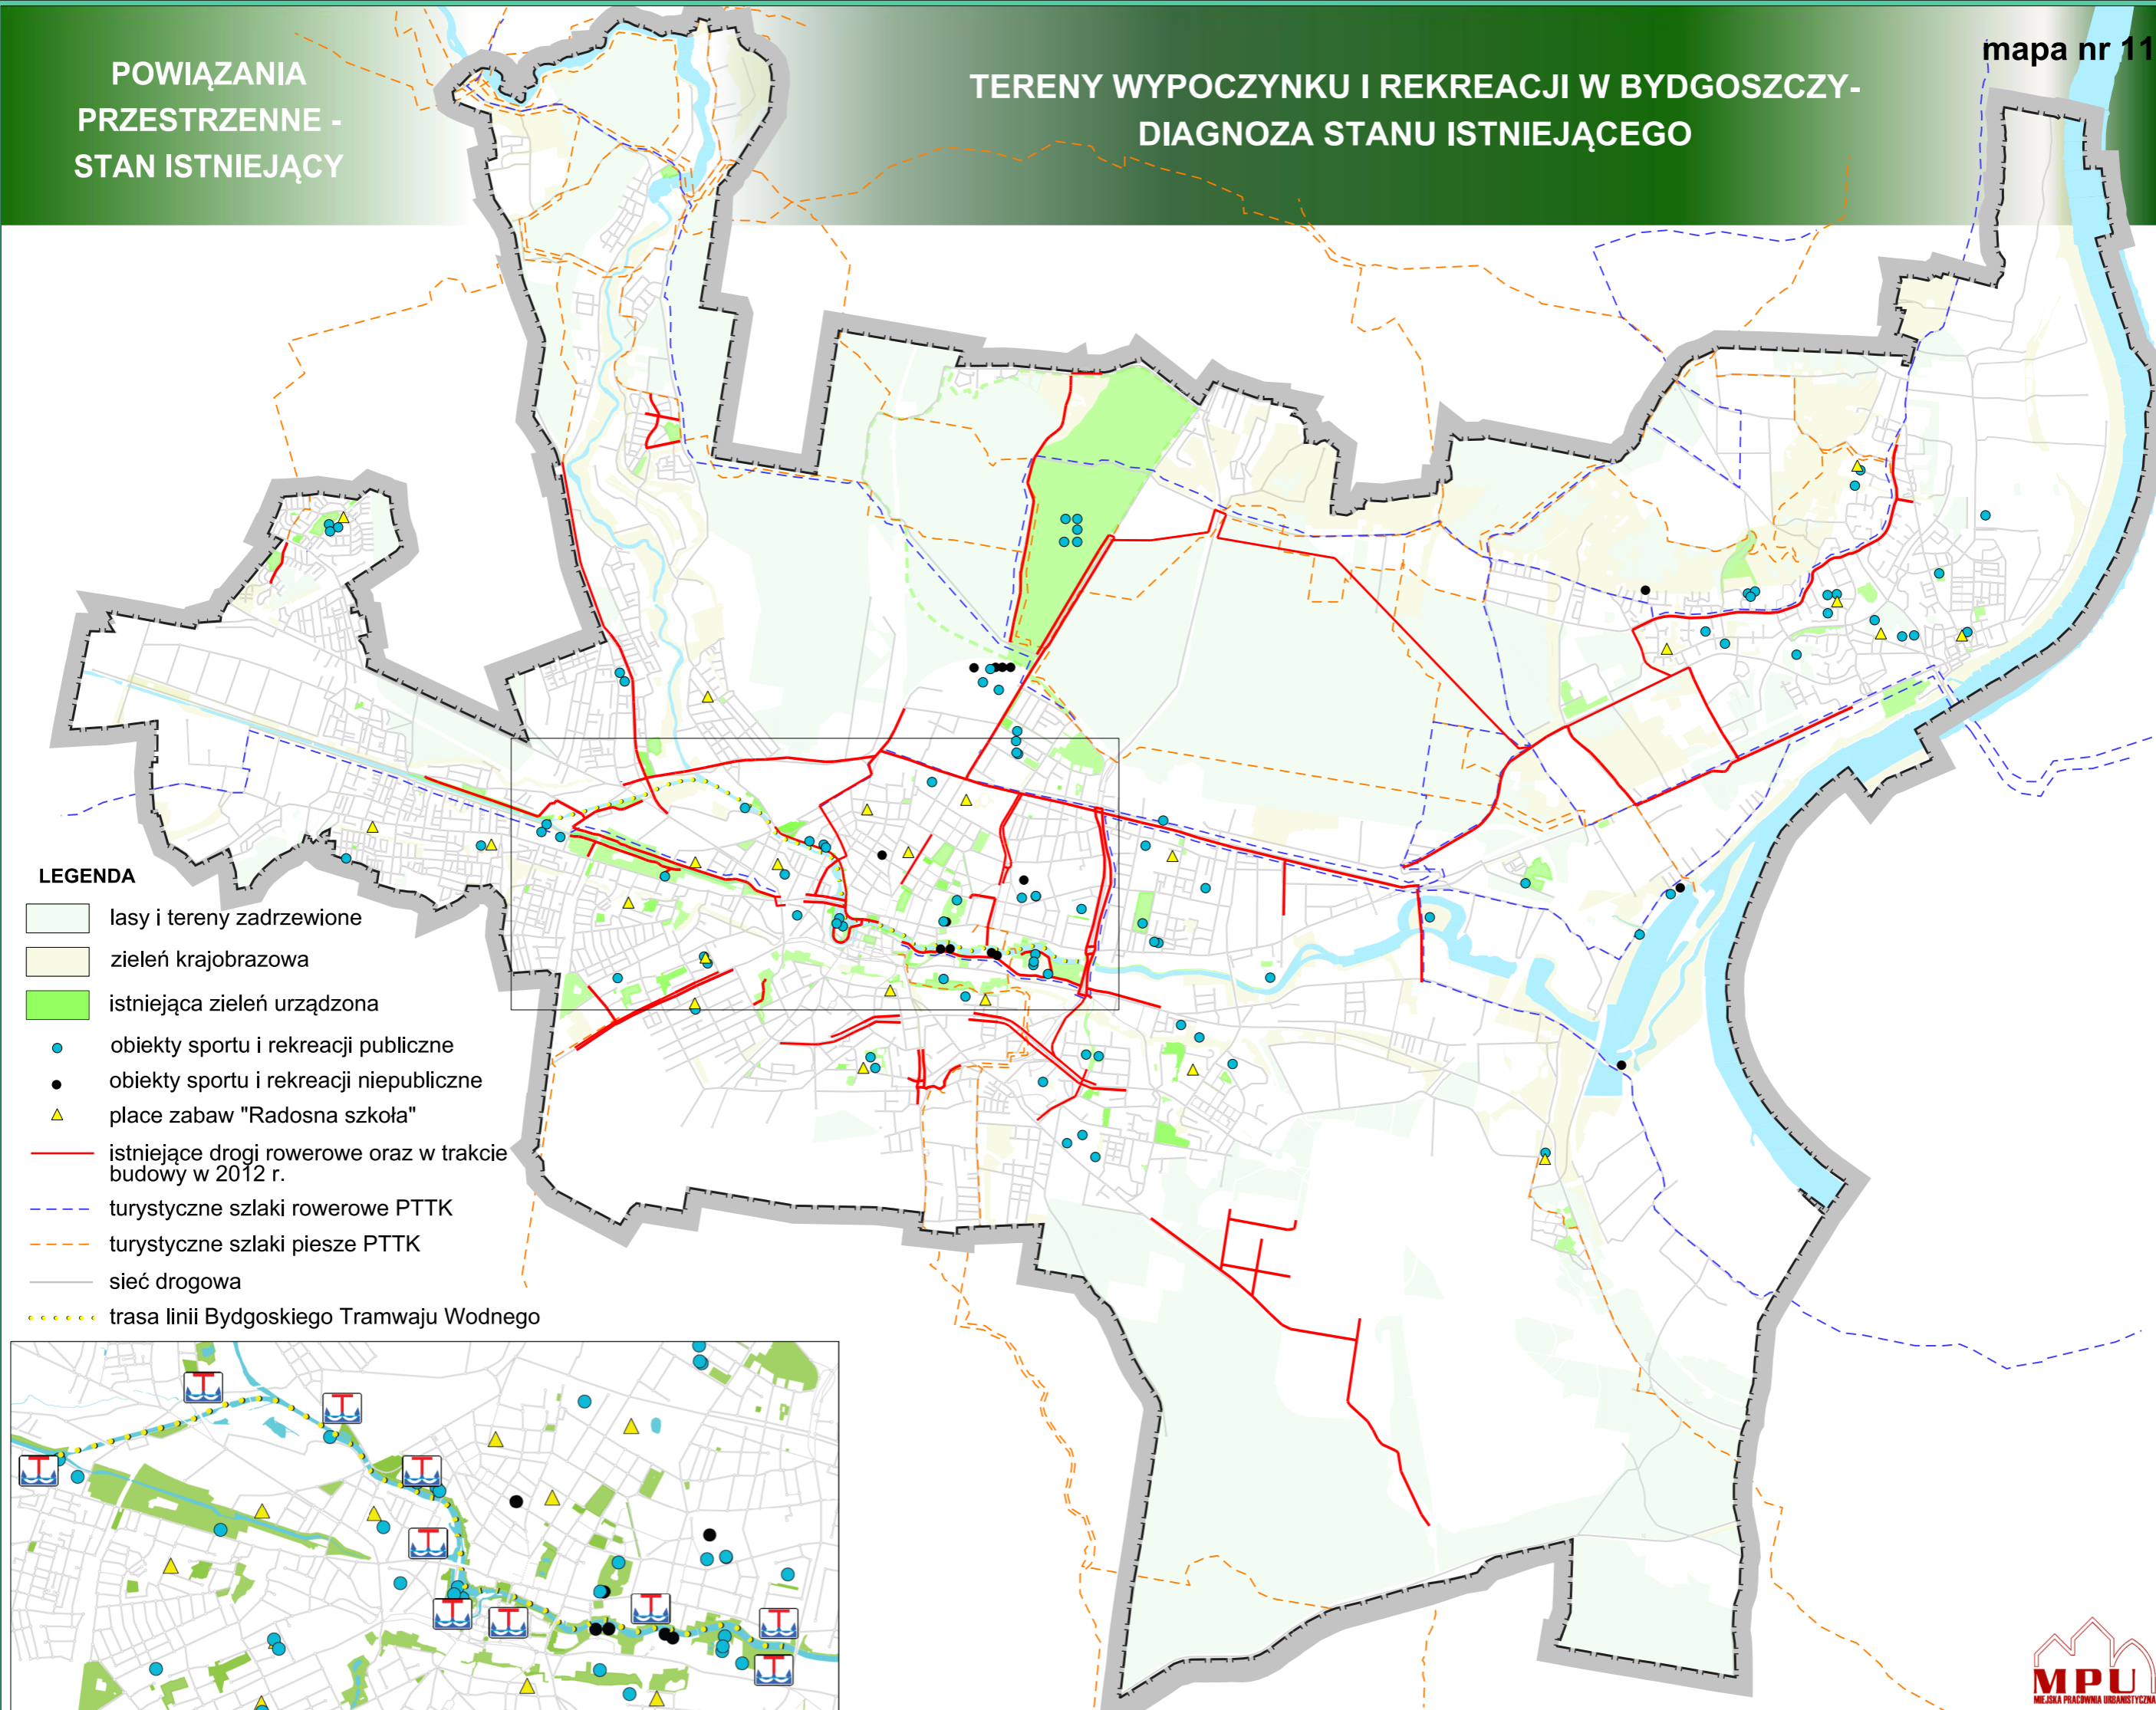 POWIĄZANIA
PRZESTRZENNE -
STAN ISTNIEJĄCY
TERENY WYPOCZYNKU I REKREACJI W BYDGOSZCZY-
DIAGNOZA STANU ISTNIEJĄCEGO
mapa nr 11
LEGENDA
lasy i tereny zadrzewione
zieleń krajobrazowa
istniejąca zieleń urządzona
obiekty sportu i rekreacji publiczne
obiekty sportu i rekreacji niepubliczne
place zabaw "Radosna szkoła"
istniejące drogi rowerowe oraz w trakcie
budowy w 2012 r.
turystyczne szlaki rowerowe PTTK
turystyczne szlaki piesze PTTK
sieć drogowa
trasa linii Bydgoskiego Tramwaju Wodnego
MPU
MIEJSKA PRACOWNIA URBANISTYCZNA